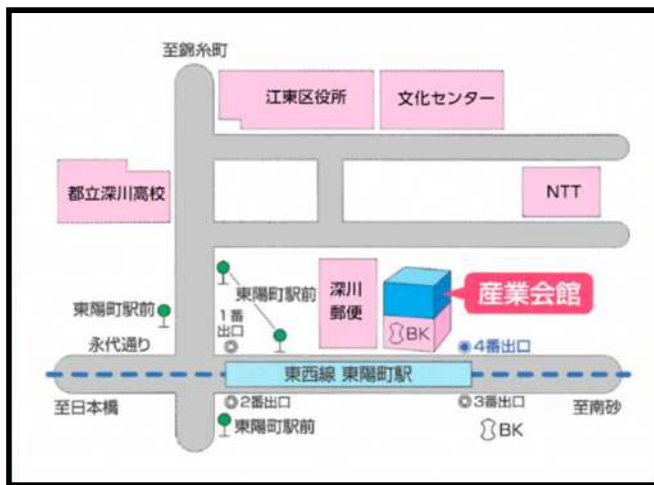 至錦糸町
江東区役所
文化センター
都立深川高校
NTT
東陽町駅前
東陽町駅前
1番
出口
深川
郵便
産業会館
BK
永代通り
4番出口
東西線 東陽町駅
至日本橋
2番出口
3番出口
至南砂
東陽町駅前
BK